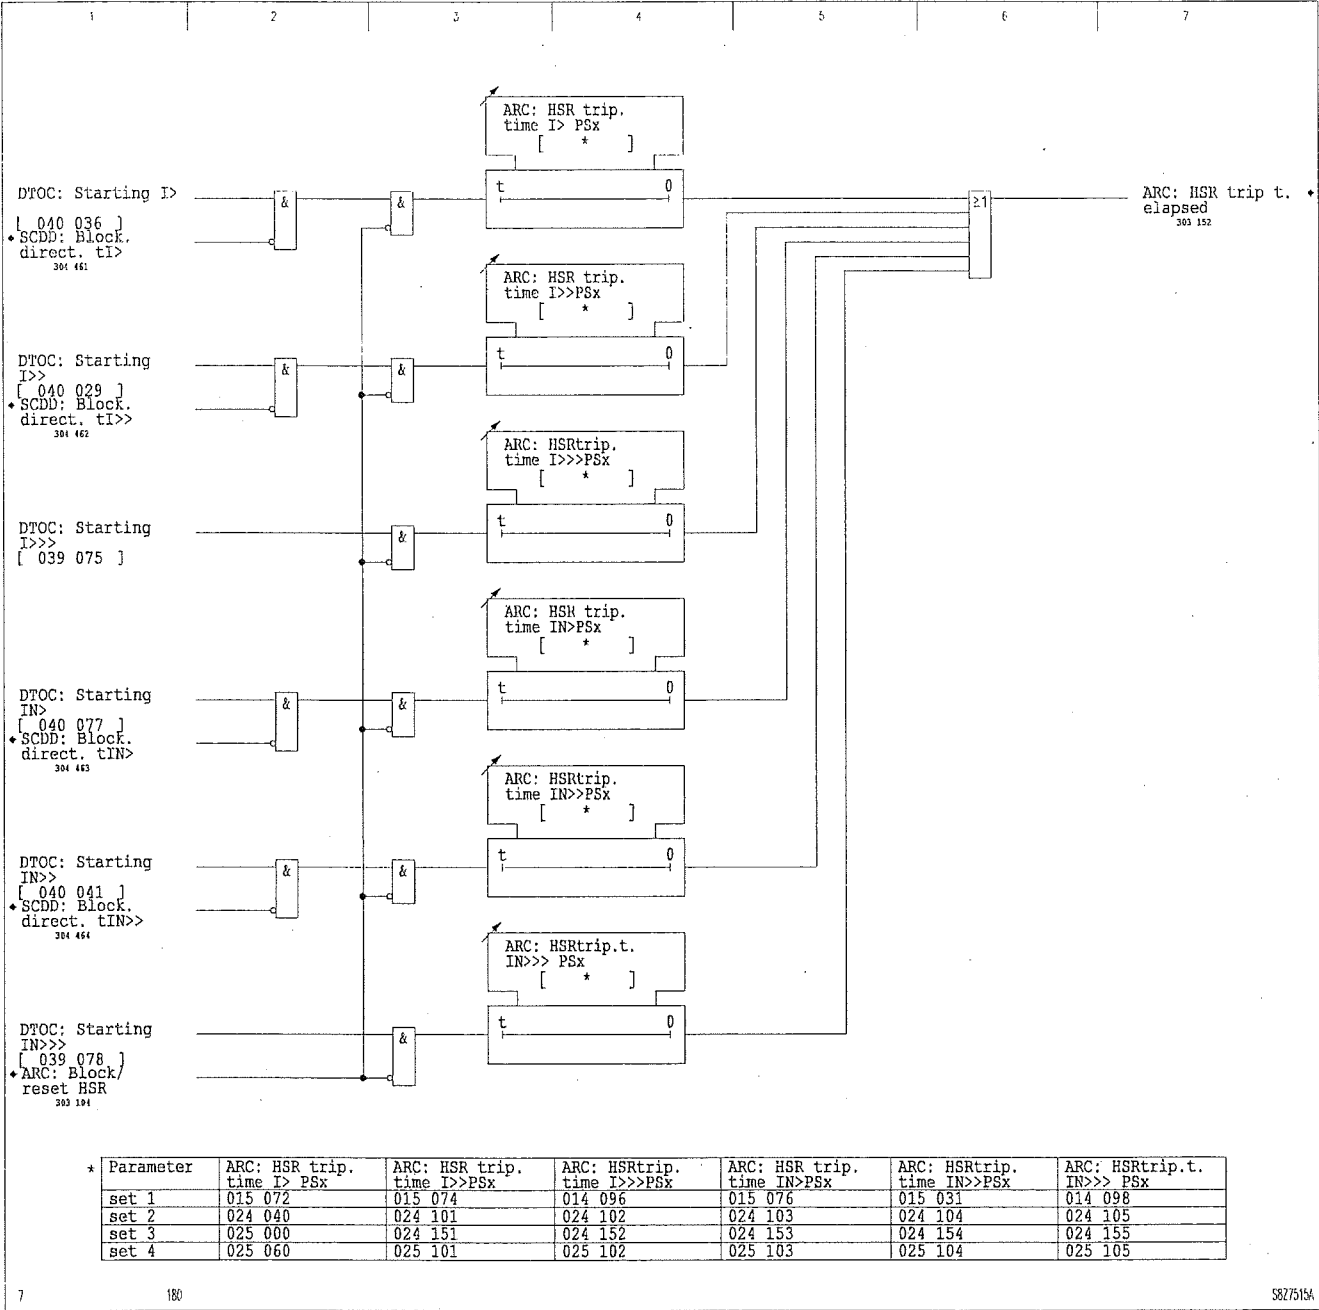 1 2 3 4 5 6 7
ARC: HSR trip.
time I> PSx
[ * ]
t 0
DTOC: Starting I>
[ 040 036 ]
SCDD: Block.
direct. tI>
304 461
&
&
≥1
ARC: HSR trip t.
elapsed
303 152
ARC: HSR trip.
time I>>PSx
[ * ]
t 0
DTOC: Starting
I>>
[ 040 029 ]
SCDD: Block.
direct. tI>>
304 462
&
&
ARC: HSRtrip.
time I>>>PSx
[ * ]
t 0
DTOC: Starting
I>>>
[ 039 075 ]
&
ARC: HSR trip.
time IN>PSx
[ * ]
t 0
DTOC: Starting
IN>
[ 040 077 ]
SCDD: Block.
direct. tIN>
304 463
&
&
ARC: HSRtrip.
time IN>>PSx
[ * ]
t 0
DTOC: Starting
IN>>
[ 040 041 ]
SCDD: Block.
direct. tIN>>
304 464
&
&
ARC: HSRtrip.t.
IN>>> PSx
[ * ]
t 0
DTOC: Starting
IN>>>
[ 039 078 ]
ARC: Block/
reset HSR
303 104
&
* Parameter ARC: HSR trip. ARC: HSR trip. ARC: HSRtrip. ARC: HSR trip. ARC: HSRtrip. ARC: HSRtrip.t.
time I> PSx time I>>PSx time I>>>PSx time IN>PSx time IN>>PSx IN>>> PSx
set 1 015 072 015 074 014 096 015 076 015 031 014 098
set 2 024 040 024 101 024 102 024 103 024 104 024 105
set 3 025 000 024 151 024 152 024 153 024 154 024 155
set 4 025 060 025 101 025 102 025 103 025 104 025 105
7 180 S8Z7515A